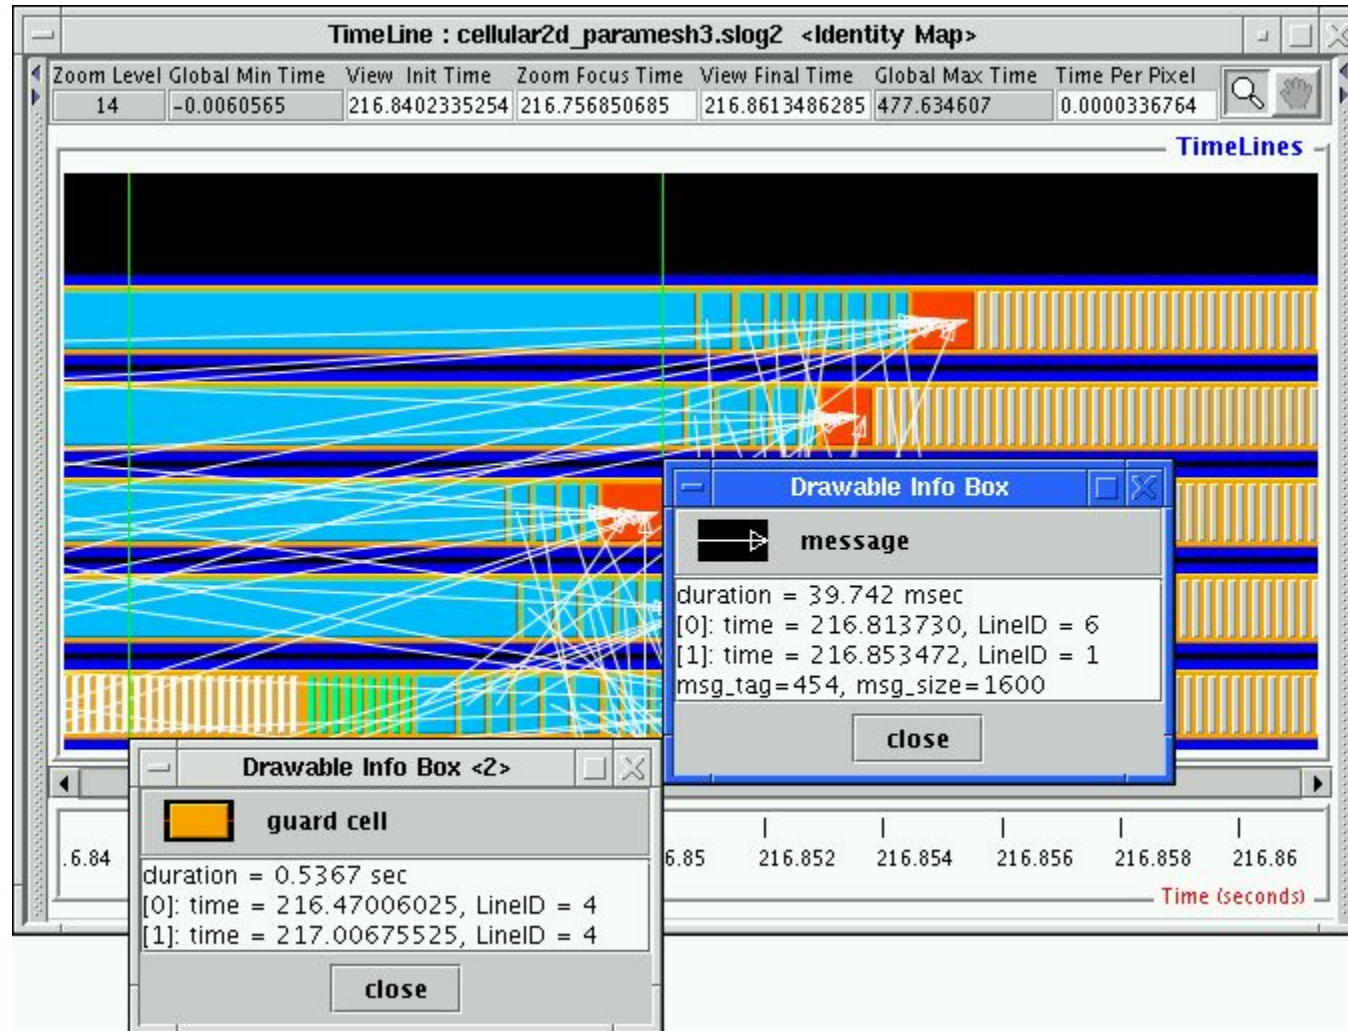 TimeLine : cellular2d_paramesh3.slog2 <Identity Map>
Zoom Level Global Min Time View Init Time Zoom Focus Time View Final Time Global Max Time Time Per Pixel
14 -0.0060565 216.8402335254 216.756850685 216.8613486285 477.634607 0.0000336764
TimeLines
Drawable Info Box
message
duration = 39.742 msec
[0]: time = 216.813730, LineID = 6
[1]: time = 216.853472, LineID = 1
msg_tag=454, msg_size=1600
close
Drawable Info Box <2>
guard cell
duration = 0.5367 sec
[0]: time = 216.47006025, LineID = 4
[1]: time = 217.00675525, LineID = 4
close
.6.84 6.85 216.852 216.854 216.856 216.858 216.86
Time (seconds)